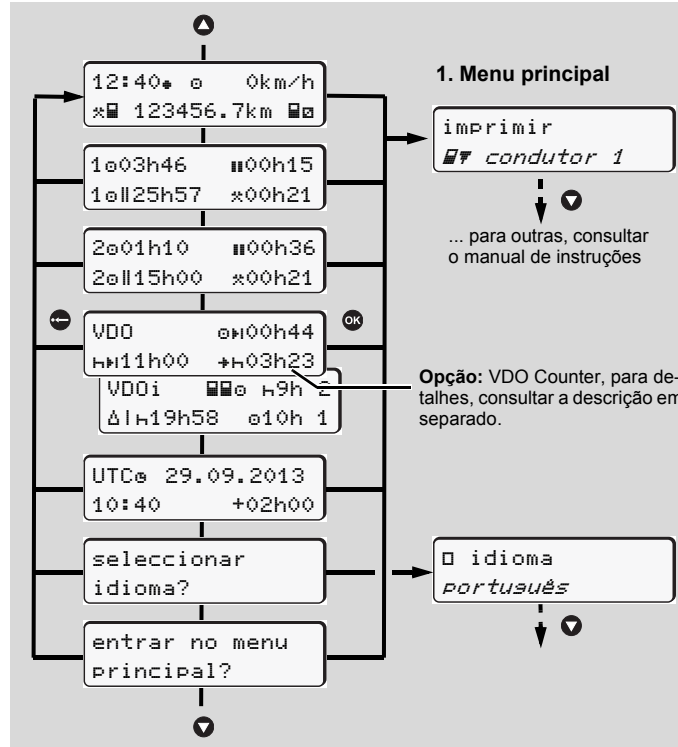 12:40 0km/h
123456.7km
1. Menu principal
imprimir
condutor 1
1 03h46 00h15
1 25h57 00h21
2 01h10 00h36
2 15h00 00h21
... para outras, consultar
o manual de instruções
VDO 00h44
11h00 03h23
OK
VDOi 9h 2
19h58 10h 1
Opção: VDO Counter, para de-
talhes, consultar a descrição em
separado.
UTC 29.09.2013
10:40 +02h00
seleccionar
idioma?
idioma
português
entrar no menu
principal?